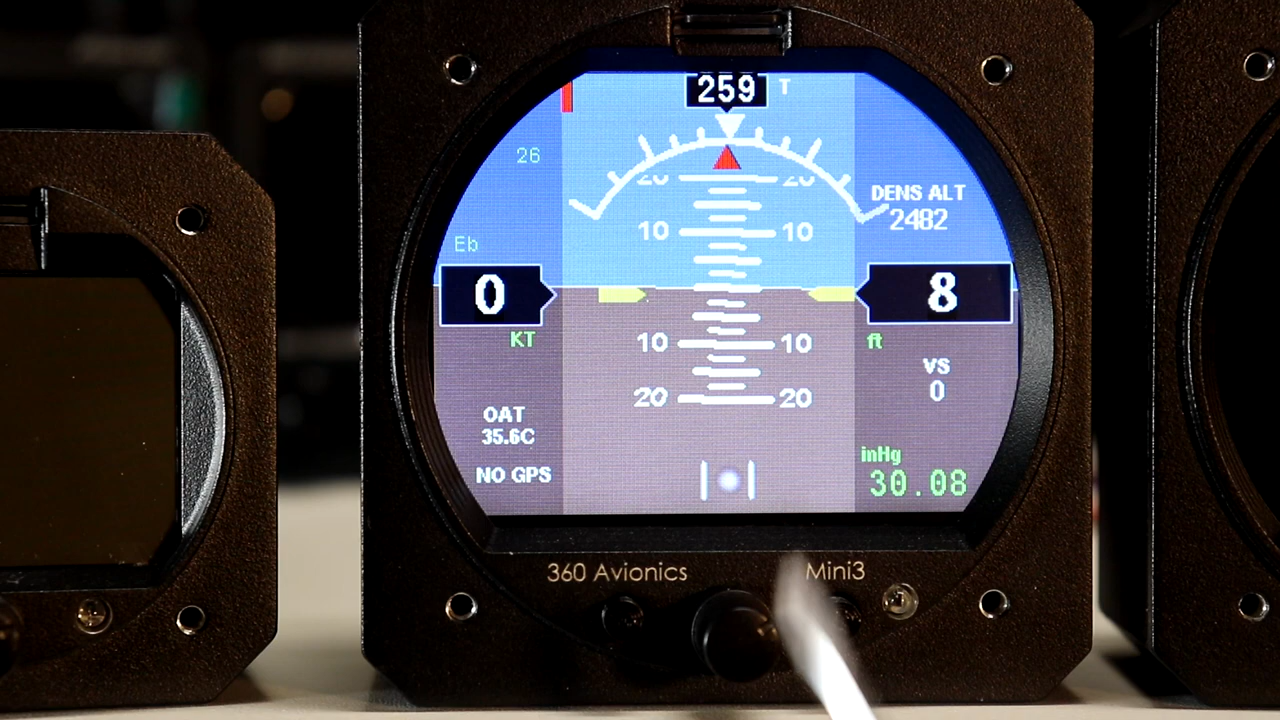 259 T
26
20 20
DENS ALT
2482
10 10
Eb
0
8
KT
10 10
ft
VS
0
20 20
OAT
35.6C
inHg
NO GPS
30.08
360 Avionics Mini3